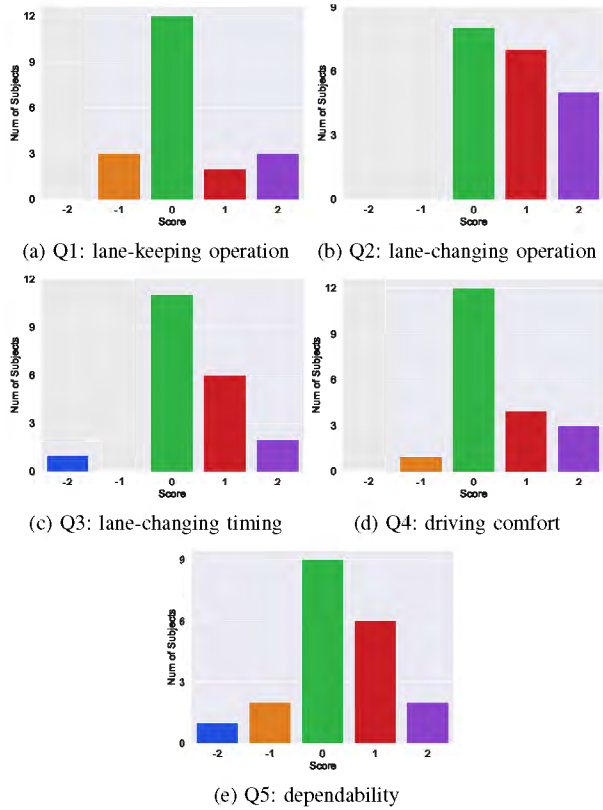 12
9
6
3
0
Num of Subjects
-2 -1 0 1 2
Score
(a) Q1: lane-keeping operation
9
6
3
0
Num of Subjects
-2 -1 0 1 2
Score
(b) Q2: lane-changing operation
12
9
6
3
0
Num of Subjects
-2 -1 0 1 2
Score
(c) Q3: lane-changing timing
12
9
6
3
0
Num of Subjects
-2 -1 0 1 2
Score
(d) Q4: driving comfort
9
6
3
0
Num of Subjects
-2 -1 0 1 2
Score
(e) Q5: dependability